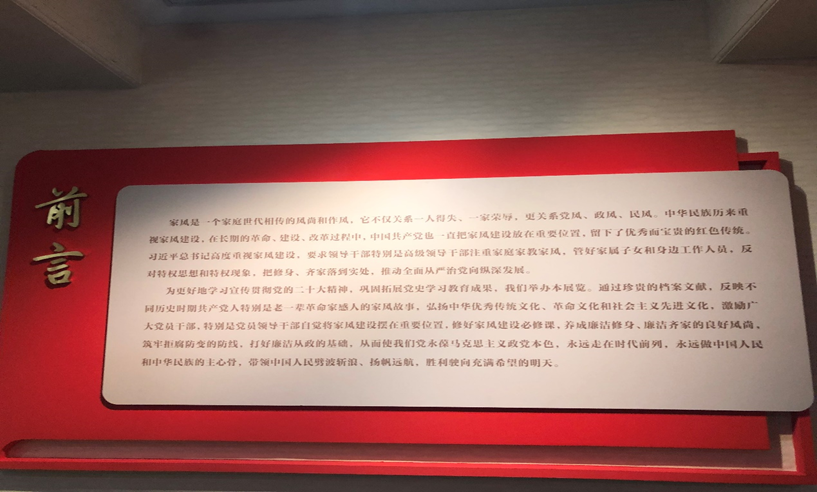 前言
家风是一个家庭世代相传的风尚和作风，它不仅关系一人得失、一家荣辱，更关系党风、政风、民风。中华民族历来重
视家风建设，在长期的革命、建设、改革过程中，中国共产党也一直把家风建设放在重要位置，留下了优秀而宝贵的红色传统。
习近平总书记高度重视家风建设，要求领导干部特别是高级领导干部注重家庭家教家风，管好家属子女和身边工作人员，反
对特权思想和特权现象，把修身、齐家落到实处，推动全面从严治党向纵深发展。
为更好地学习宣传贯彻党的二十大精神，巩固拓展党史学习教育成果，我们举办本展览。通过珍贵的档案文献，反映不
同历史时期共产党人特别是老一辈革命家感人的家风故事，弘扬中华优秀传统文化、革命文化和社会主义先进文化，激励广
大党员干部，特别是党员领导干部自觉将家风建设摆在重要位置，修好家风建设必修课，养成廉洁修身、廉洁齐家的良好风尚，
筑牢拒腐防变的防线，打好廉洁从政的基础，从而使我们党永葆马克思主义政党本色，永远走在时代前列，永远做中国人民
和中华民族的主心骨，带领中国人民劈波斩浪、扬帆远航，胜利驶向充满希望的明天。